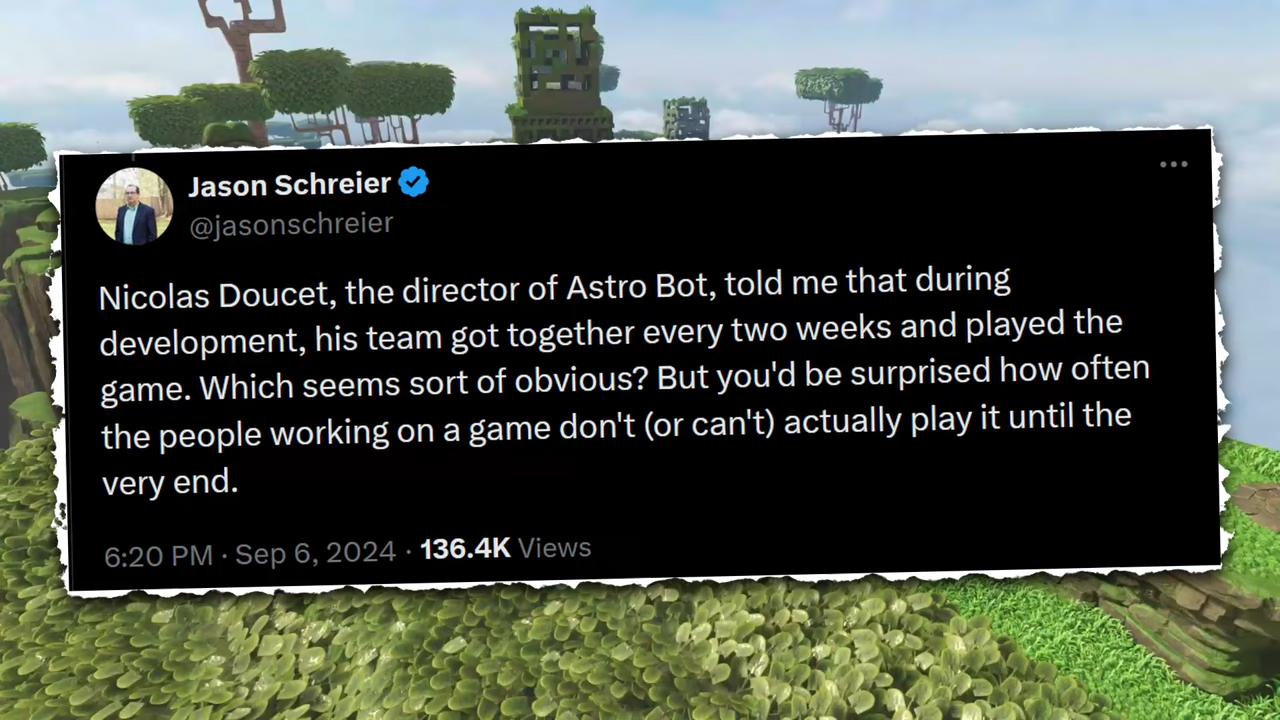 Jason Schreier
@jasonschreier
Nicolas Doucet, the director of Astro Bot, told me that during
development, his team got together every two weeks and played the
game. Which seems sort of obvious? But you'd be surprised how often
the people working on a game don't (or can't) actually play it until the
very end.
6:20 PM · Sep 6, 2024 · 136.4K Views